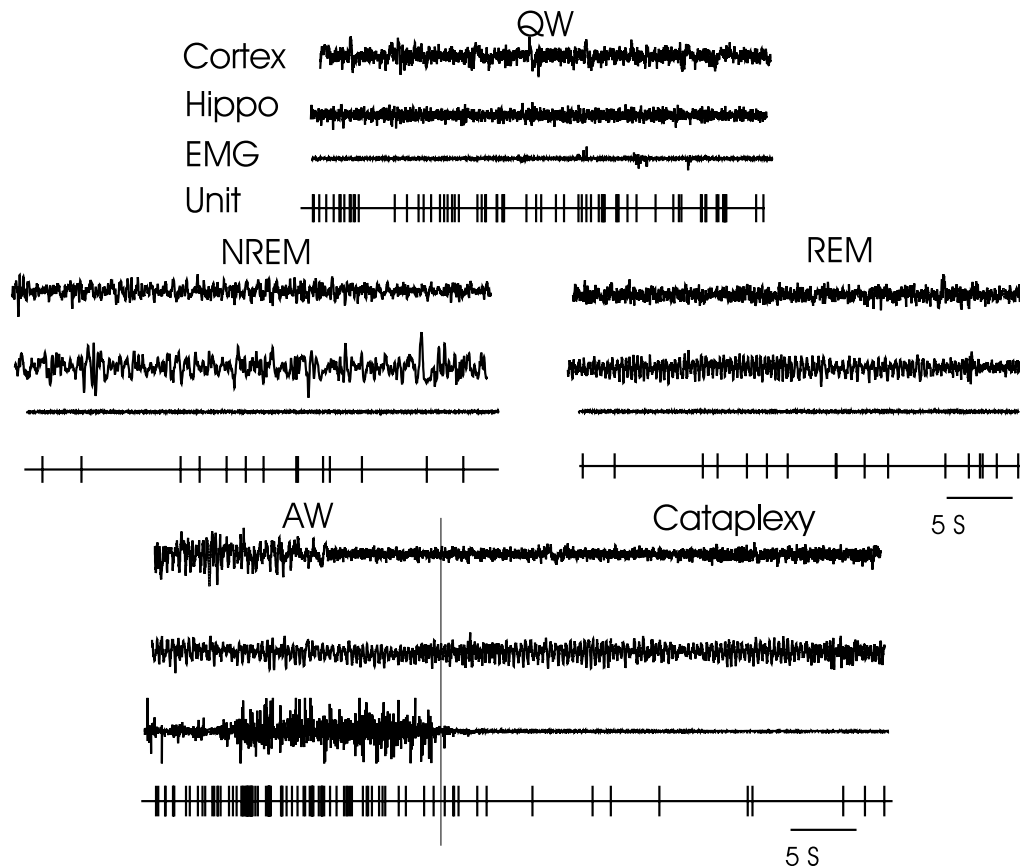 QW
Cortex
Hippo
EMG
Unit
NREM
REM
5 S
AW
Cataplexy
5 S